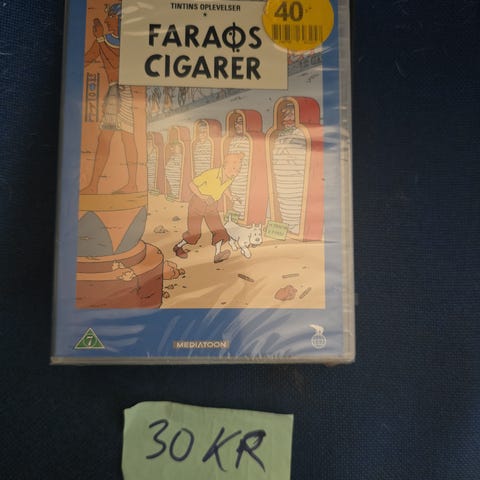 TINTINS OPLEVELSER
40.-
FARAOS
CIGARER
7
MEDIATOON
30 KR